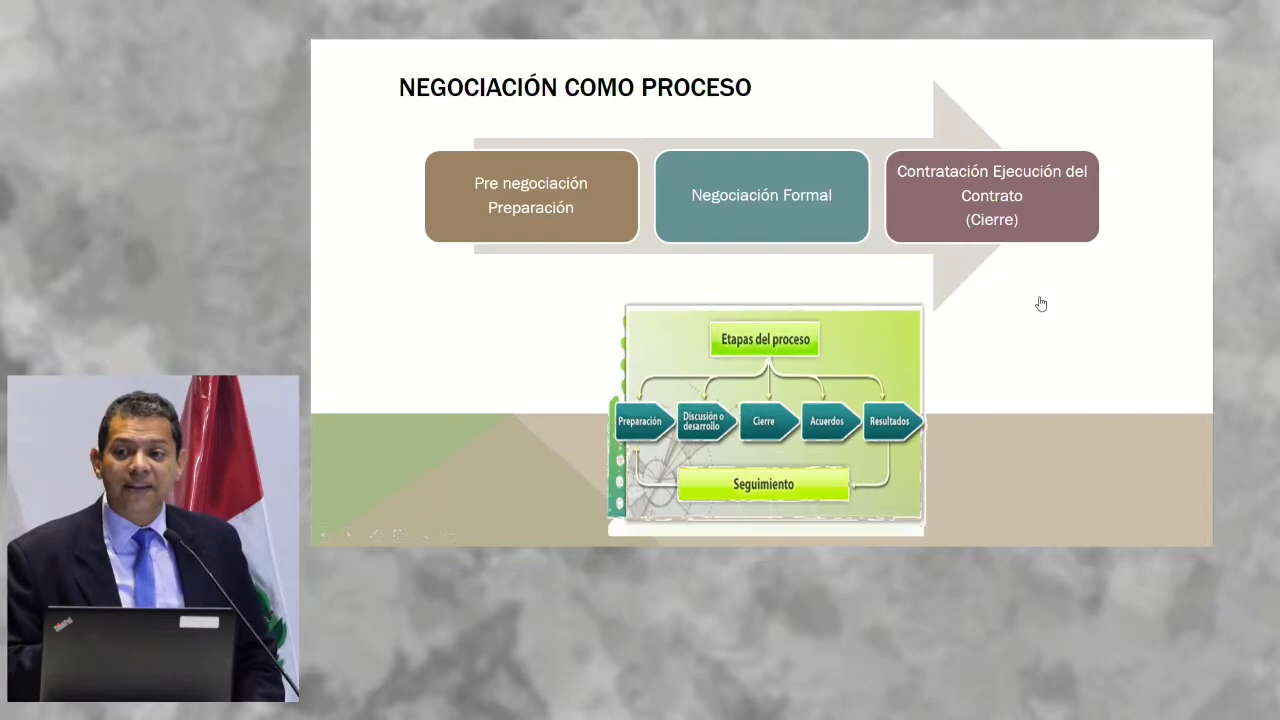 NEGOCIACIÓN COMO PROCESO
Pre negociación
Preparación
Negociación Formal
Contratación Ejecución del
Contrato
(Cierre)
Etapas del proceso
Preparación
Discusión o
desarrollo
Cierre
Acuerdos
Resultados
Seguimiento
ThinkPad